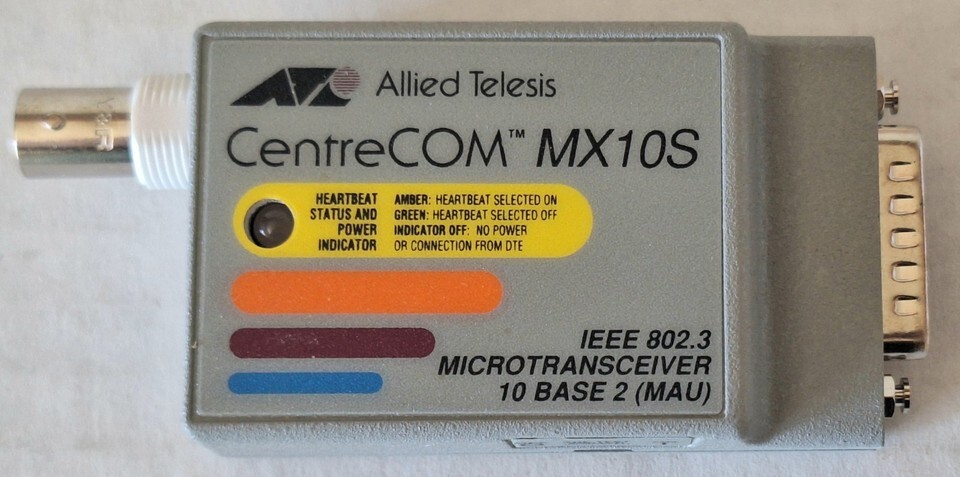 Allied Telesis
CentreCOM™ MX10S
HEARTBEAT
STATUS AND
POWER
INDICATOR
AMBER: HEARTBEAT SELECTED ON
GREEN: HEARTBEAT SELECTED OFF
INDICATOR OFF: NO POWER
OR CONNECTION FROM DTE
IEEE 802.3
MICROTRANSCEIVER
10 BASE 2 (MAU)